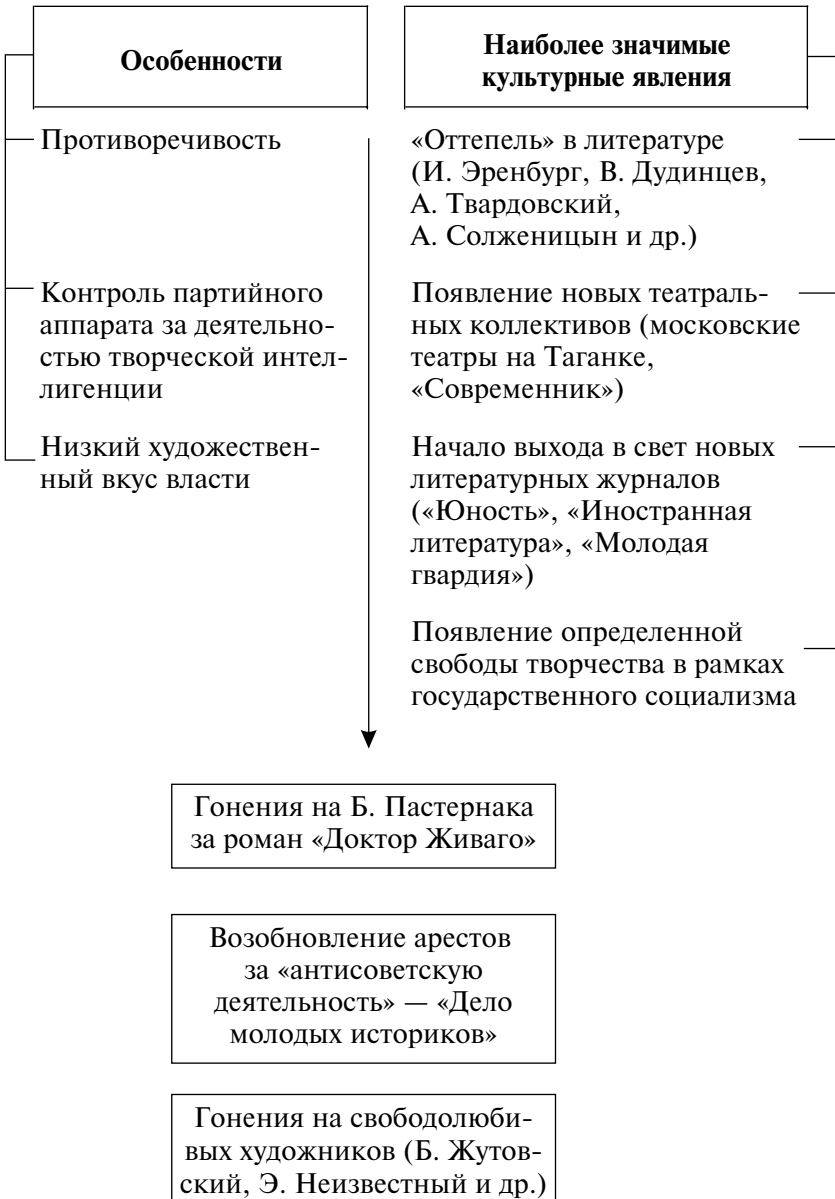 Особенности
Противоречивость
Контроль партийного
аппарата за деятельно-
стью творческой интел-
лигенции
Низкий художествен-
ный вкус власти
Наиболее значимые
культурные явления
«Оттепель» в литературе
(И. Эренбург, В. Дудинцев,
А. Твардовский,
А. Солженицын и др.)
Появление новых театраль-
ных коллективов (московские
театры на Таганке,
«Современник»)
Начало выхода в свет новых
литературных журналов
(«Юность», «Иностранная
литература», «Молодая
гвардия»)
Появление определенной
свободы творчества в рамках
государственного социализма
Гонения на Б. Пастернака
за роман «Доктор Живаго»
Возобновление арестов
за «антисоветскую
деятельность» — «Дело
молодых историков»
Гонения на свободолюби-
вых художников (Б. Жутов-
ский, Э. Неизвестный и др.)